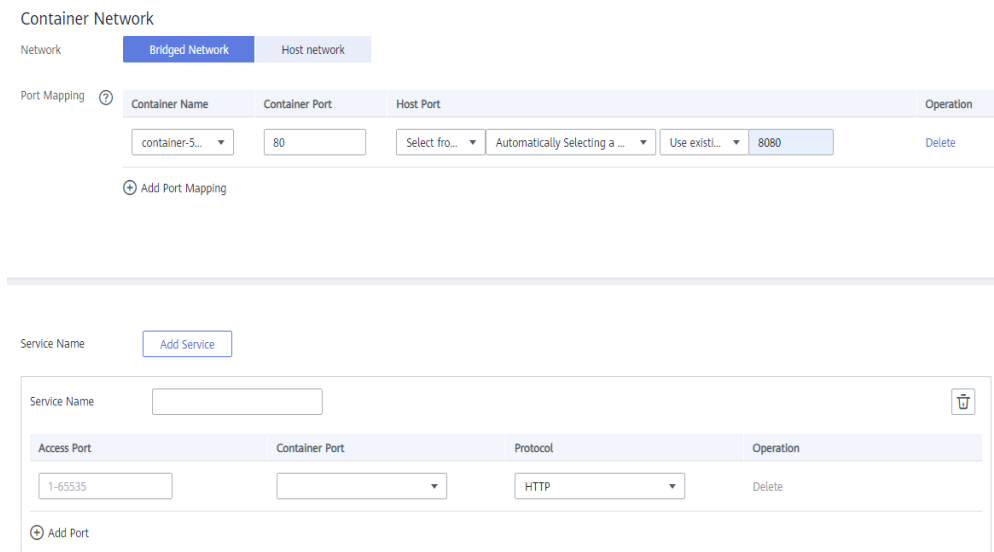 Container Network
Network Bridged Network Host network
Port Mapping ? Container Name Container Port Host Port Operation
container-5... 80 Select fro... Automatically Selecting a ... Use existi... 8080 Delete
Add Port Mapping
Service Name Add Service
Service Name
Access Port Container Port Protocol Operation
1-65535 HTTP Delete
Add Port